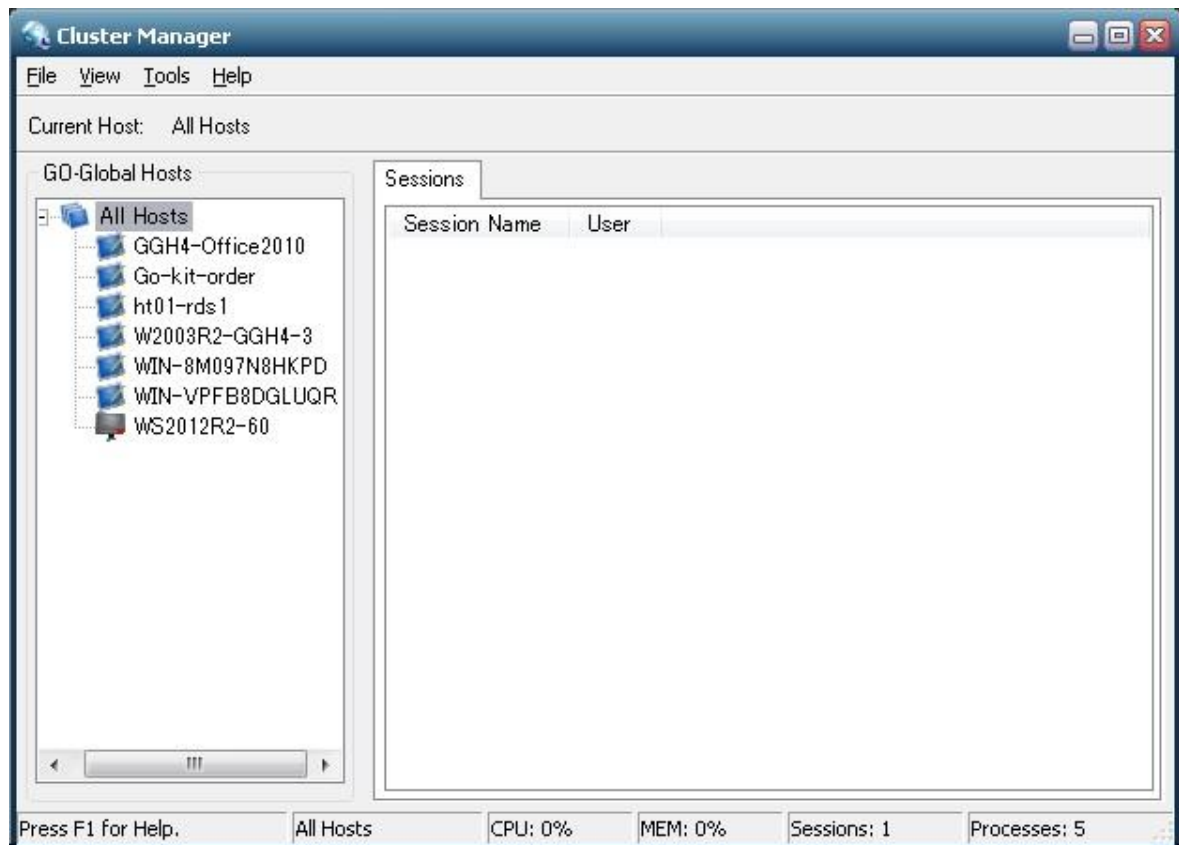 Cluster Manager
File View Tools Help
Current Host: All Hosts
GO-Global Hosts
All Hosts
GGH4-Office2010
Go-kit-order
ht01-rds1
W2003R2-GGH4-3
WIN-8M097N8HKPD
WIN-VPFB8DGLUQR
WS2012R2-60
Sessions
Session Name User
Press F1 for Help. All Hosts CPU: 0% MEM: 0% Sessions: 1 Processes: 5